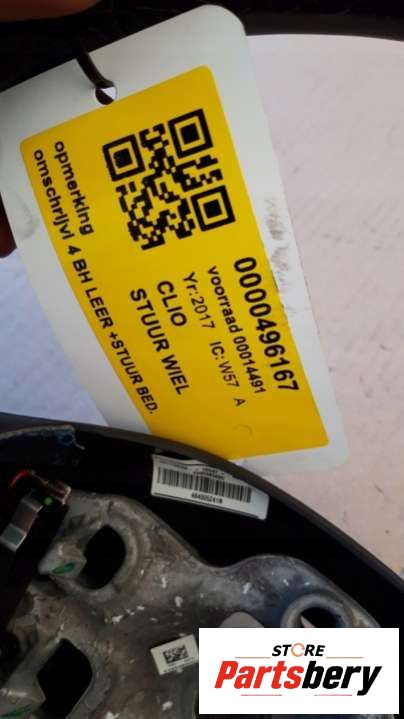 0000496167
voorraad 00014491
Yr:2017 IC:W57 A
CLIO
STUUR WIEL
opmerking
omschrijvi 4 BH LEER +STUUR BED.
STORE
Partsbery